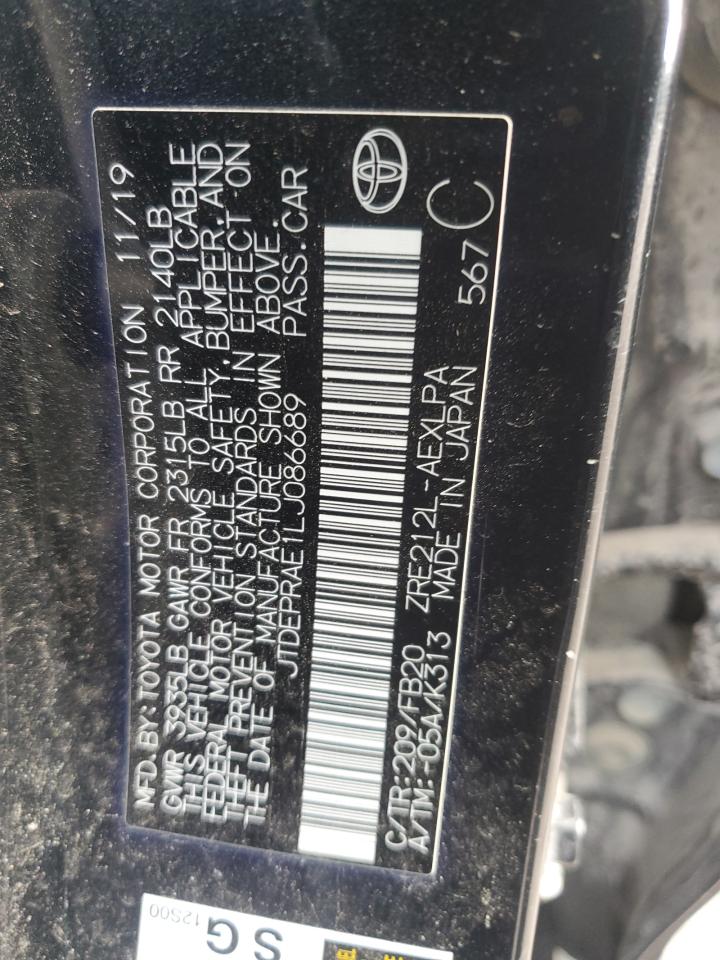 MFD.BY:TOYOTA MOTOR CORPORATION 11/19
GVWR 3935LB GAWR FR 2315LB RR 2140LB
THIS VEHICLE CONFORMS TO ALL APPLICABLE
FEDERAL MOTOR VEHICLE SAFETY,BUMPER,AND
THEFT PREVENTION STANDARDS IN EFFECT ON
THE DATE OF MANUFACTURE SHOWN ABOVE.
JTDEPRAE1LJ086689 PASS.CAR
C/TR:209/FB20 ZRE212L-AEXLPA
A/TM:-05A/K313 MADE IN JAPAN 567 C
12S00
SG